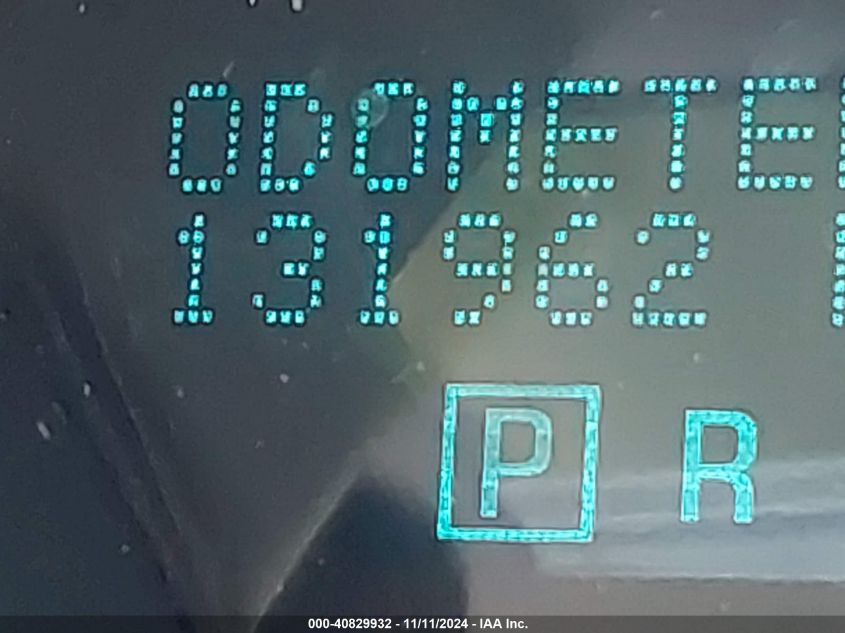 ODOMETE
131962
P R
000-40829932 - 11/11/2024 - IAA Inc.